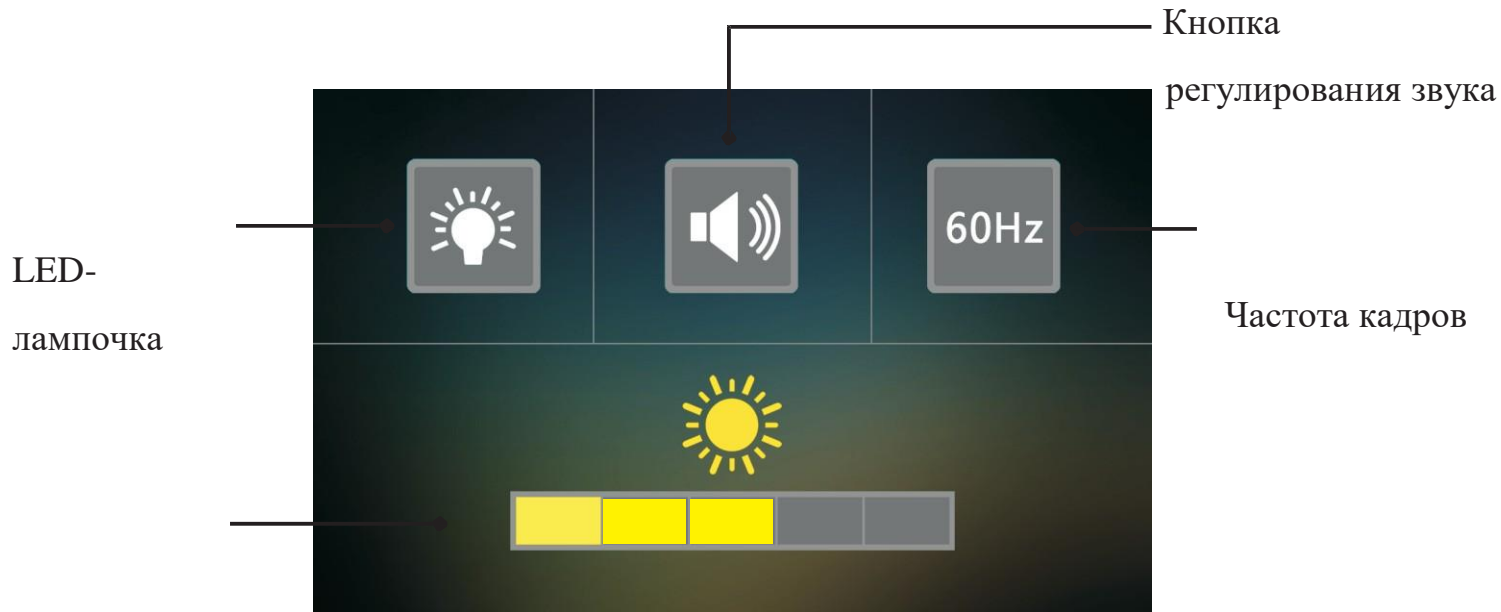 Кнопка
регулирования звука
60Hz
LED-
лампочка
Частота кадров